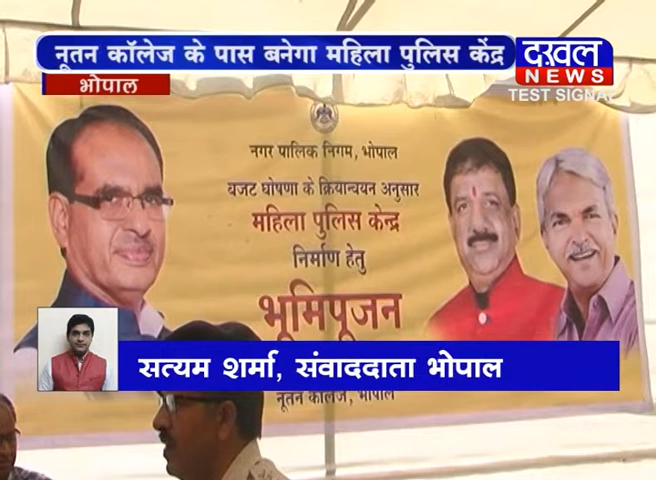 नूतन कॉलेज के पास बनेगा महिला पुलिस केंद्र
दख़ल
NEWS
TEST SIGNAL
भोपाल
नगर पालिक निगम, भोपाल
बजट घोषणा के क्रियान्वयन अनुसार
महिला पुलिस केन्द्र
निर्माण हेतु
भूमिपूजन
सत्यम शर्मा, संवाददाता भोपाल
नूतन कॉलेज, भोपाल